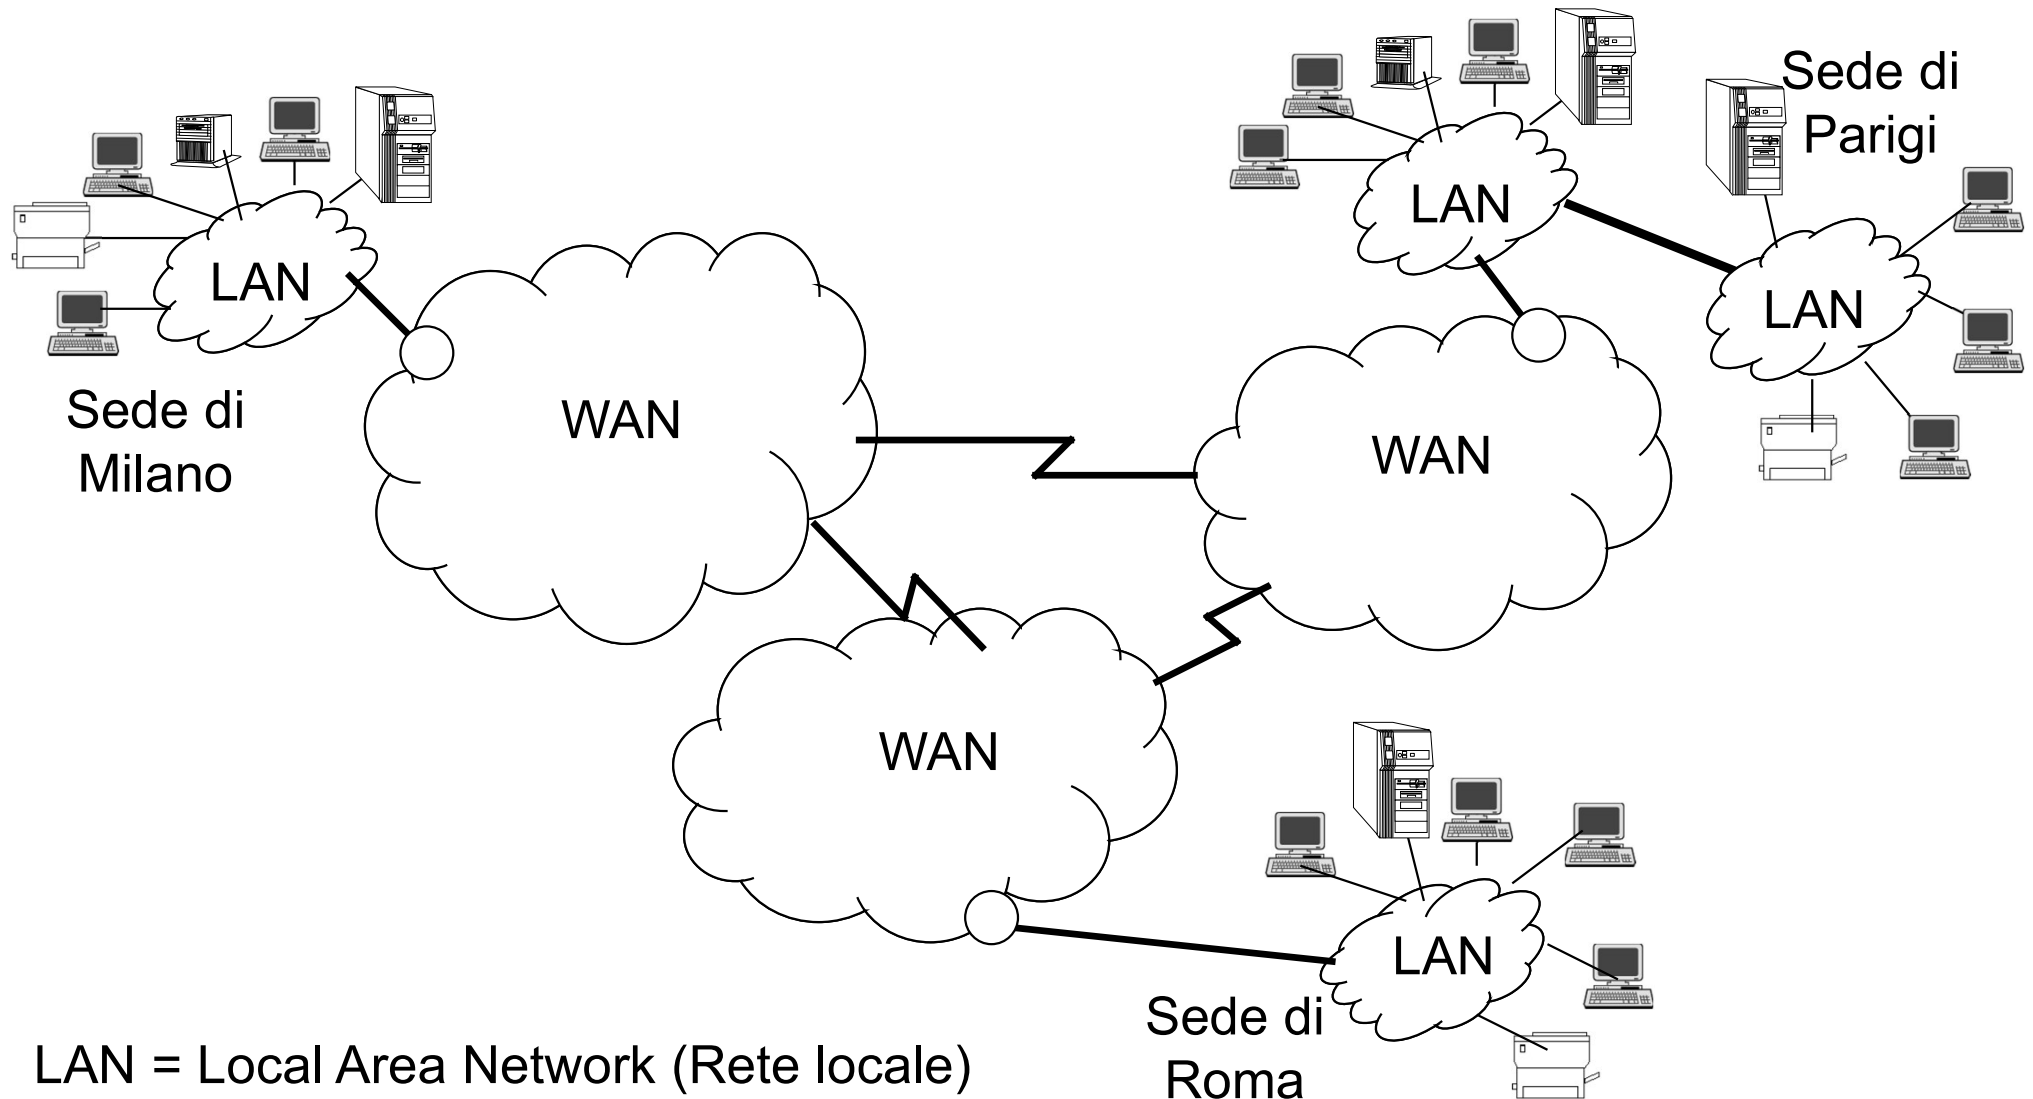 Sede di
Parigi
LAN
LAN
LAN
LAN
Sede di
Milano
WAN
WAN
WAN
Sede di
Roma
LAN = Local Area Network (Rete locale)